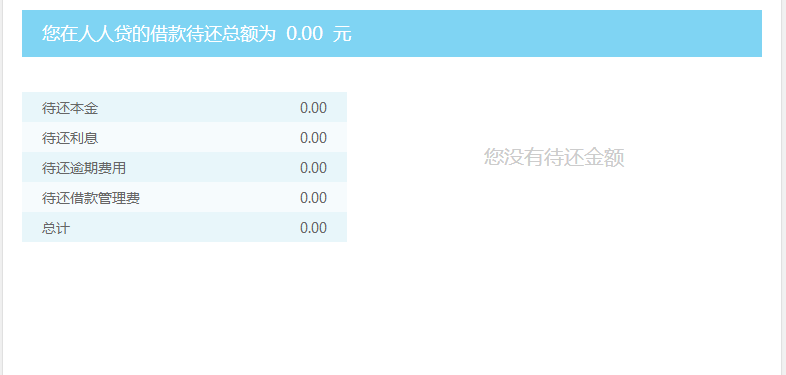 您在人人贷的借款待还总额为 0.00 元
待还本金 0.00
待还利息 0.00
待还逾期费用 0.00
待还借款管理费 0.00
总计 0.00
您没有待还金额